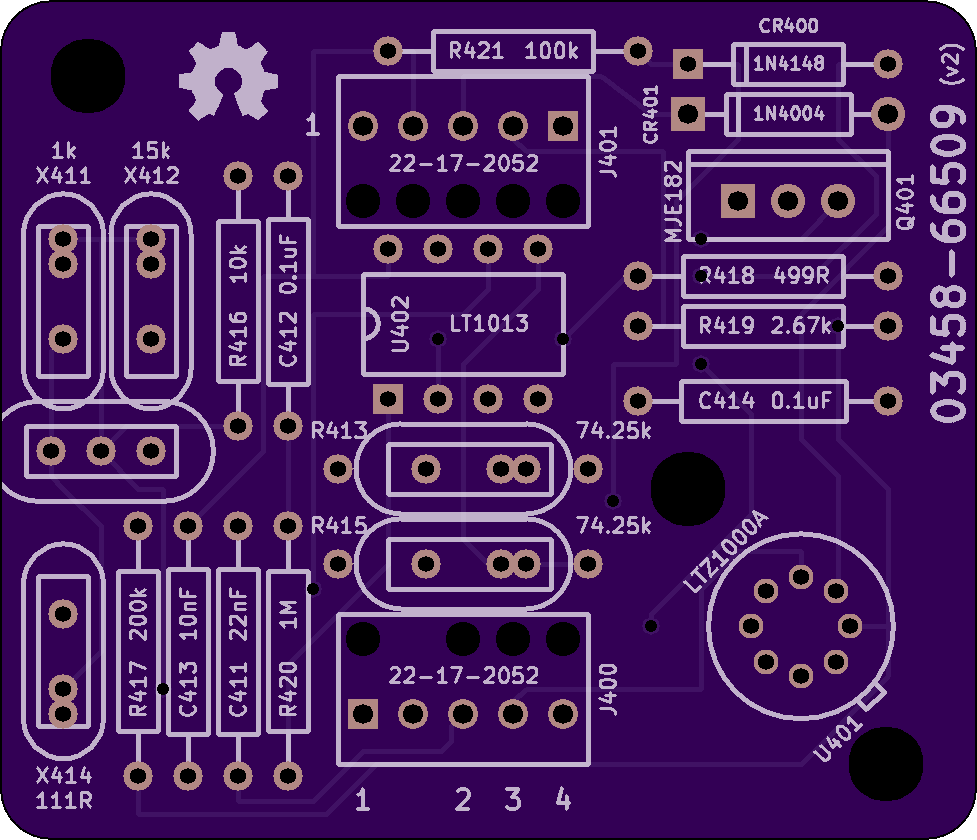 CR400
R421 100k
1N4148
(v2)
CR401
1N4004
1
J401
22-17-2052
1k
X411
15k
X412
MJE182
Q401
03458-66509
R416 10k
C412 0.1uF
R418 499R
U402
LT1013
R419 2.67k
C414 0.1uF
R413
74.25k
R415
74.25k
LTZ1000A
R417 200k
C413 10nF
C411 22nF
R420 1M
22-17-2052
J400
U401
X414
111R
1
2
3
4